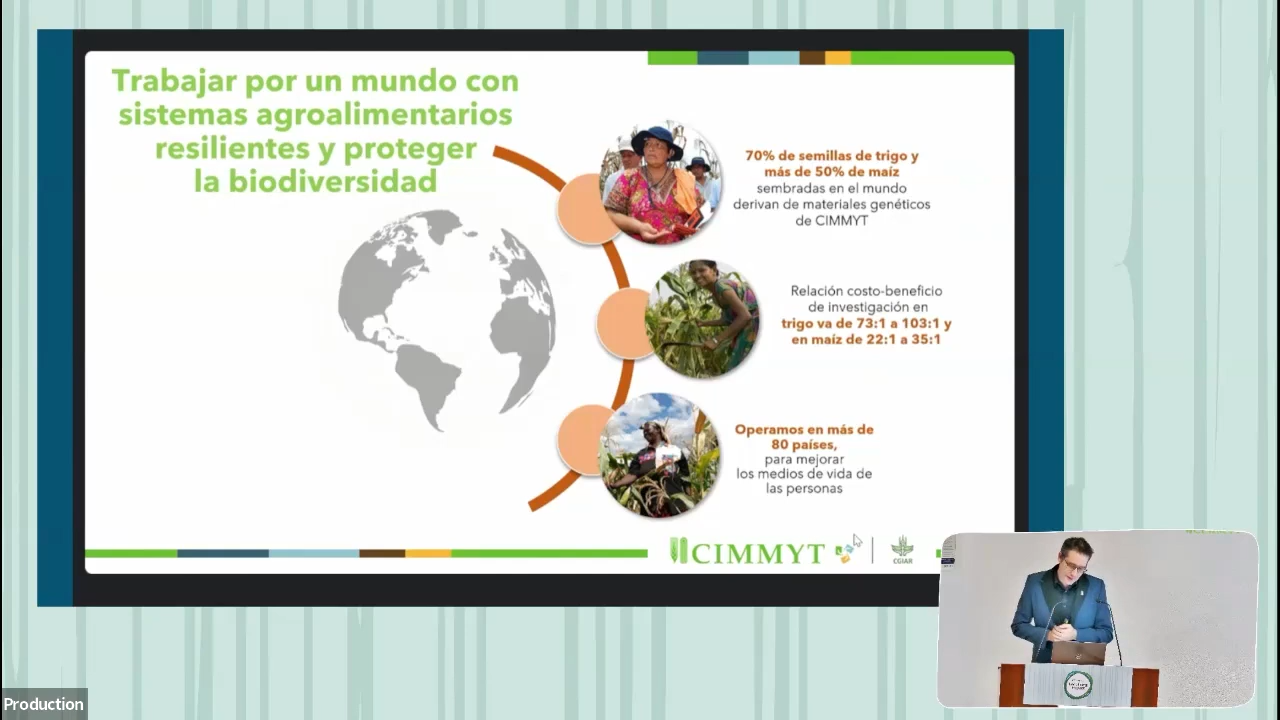 Trabajar por un mundo con
sistemas agroalimentarios
resilientes y proteger
la biodiversidad
70% de semillas de trigo y
más de 50% de maíz
sembradas en el mundo
derivan de materiales genéticos
de CIMMYT
Relación costo-beneficio
de investigación en
trigo va de 73:1 a 103:1 y
en maíz de 22:1 a 35:1
Operamos en más de
80 países,
para mejorar
los medios de vida de
las personas
CIMMYT
CGIAR
Production